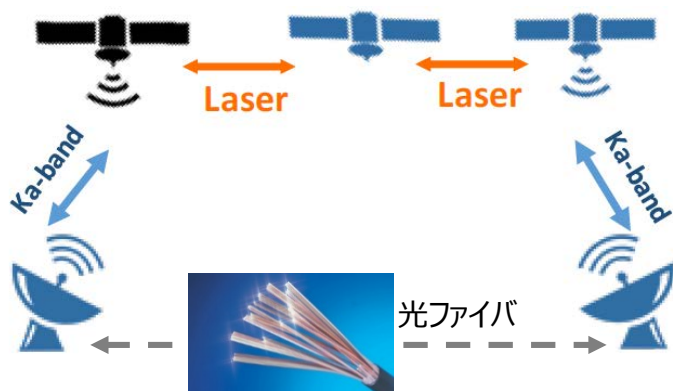 Laser
Laser
Ka-band
Ka-band
光ファイバ